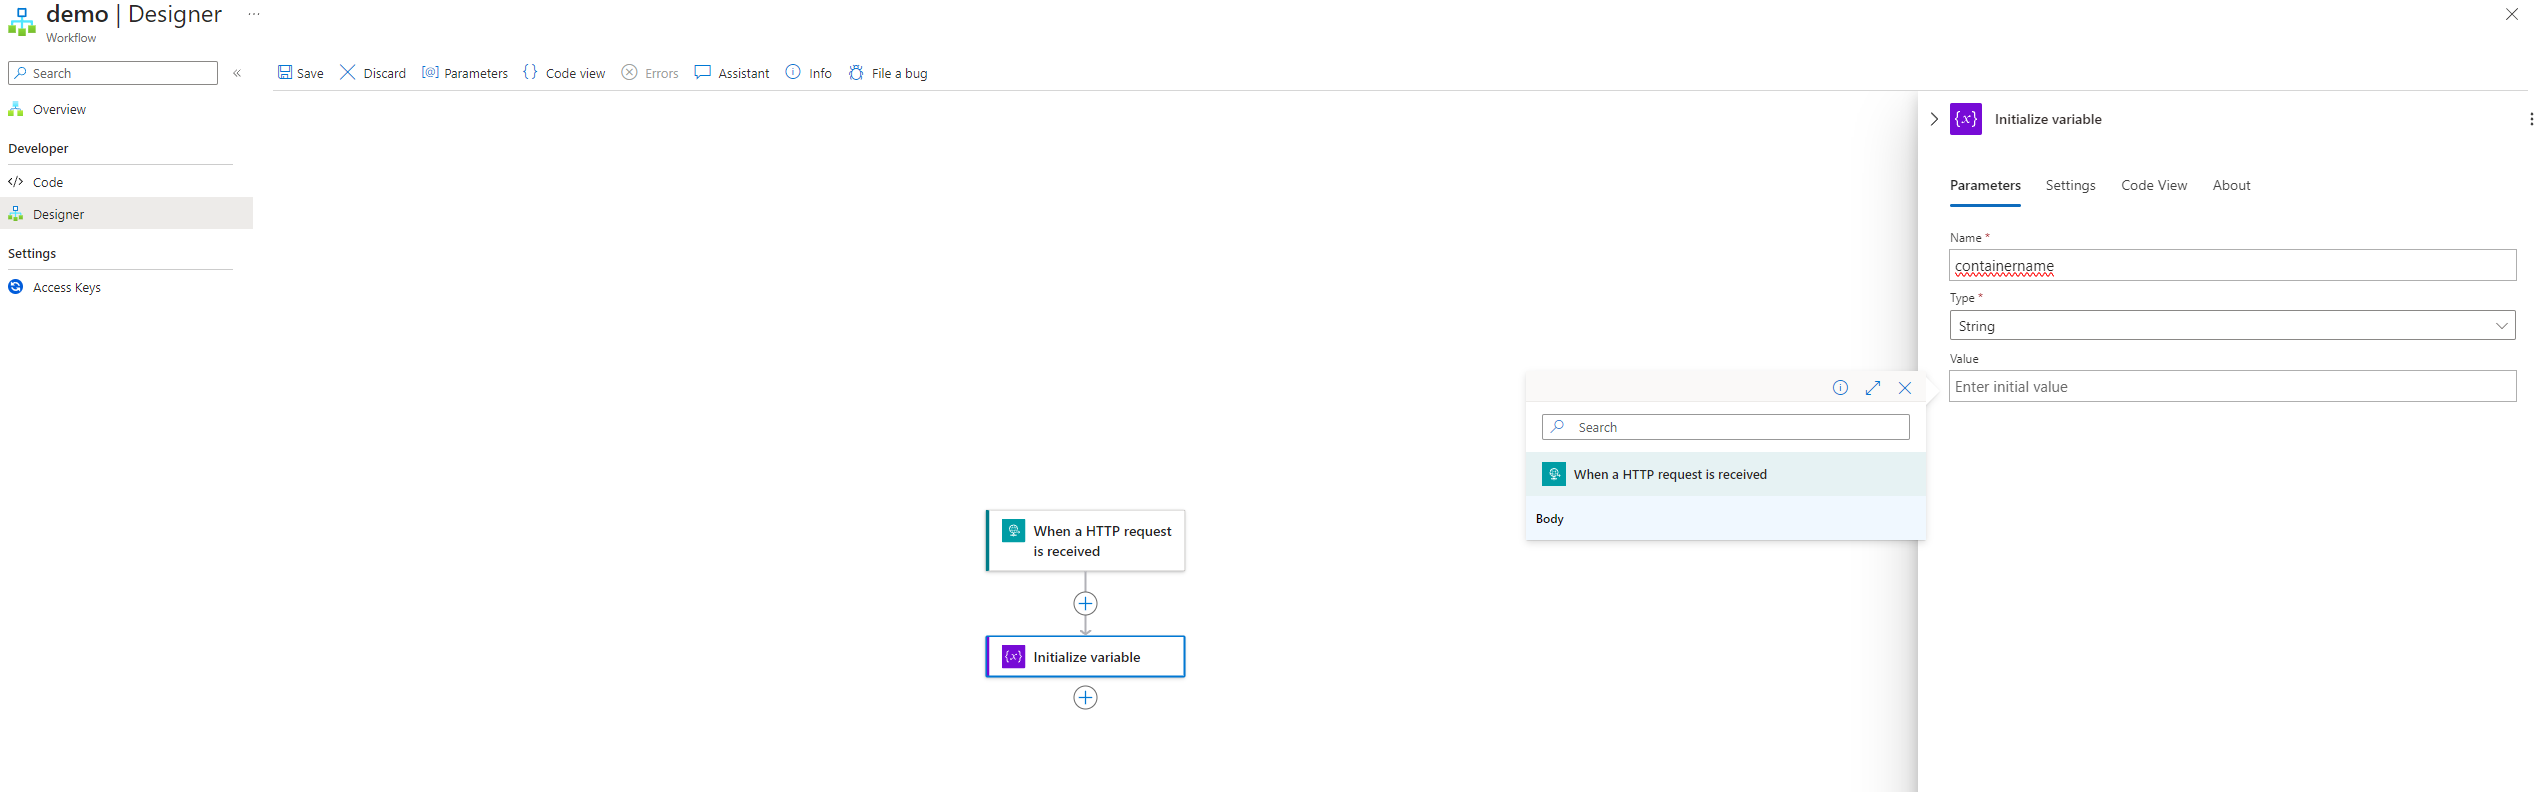 demo | Designer ...
Workflow
Search «
Overview
Developer
Code
Designer
Settings
Access Keys
Save Discard Parameters Code view Errors Assistant Info File a bug
When a HTTP request
is received
Initialize variable
Search
When a HTTP request is received
Body
Initialize variable
Parameters Settings Code View About
Name *
containername
Type *
String
Value
Enter initial value